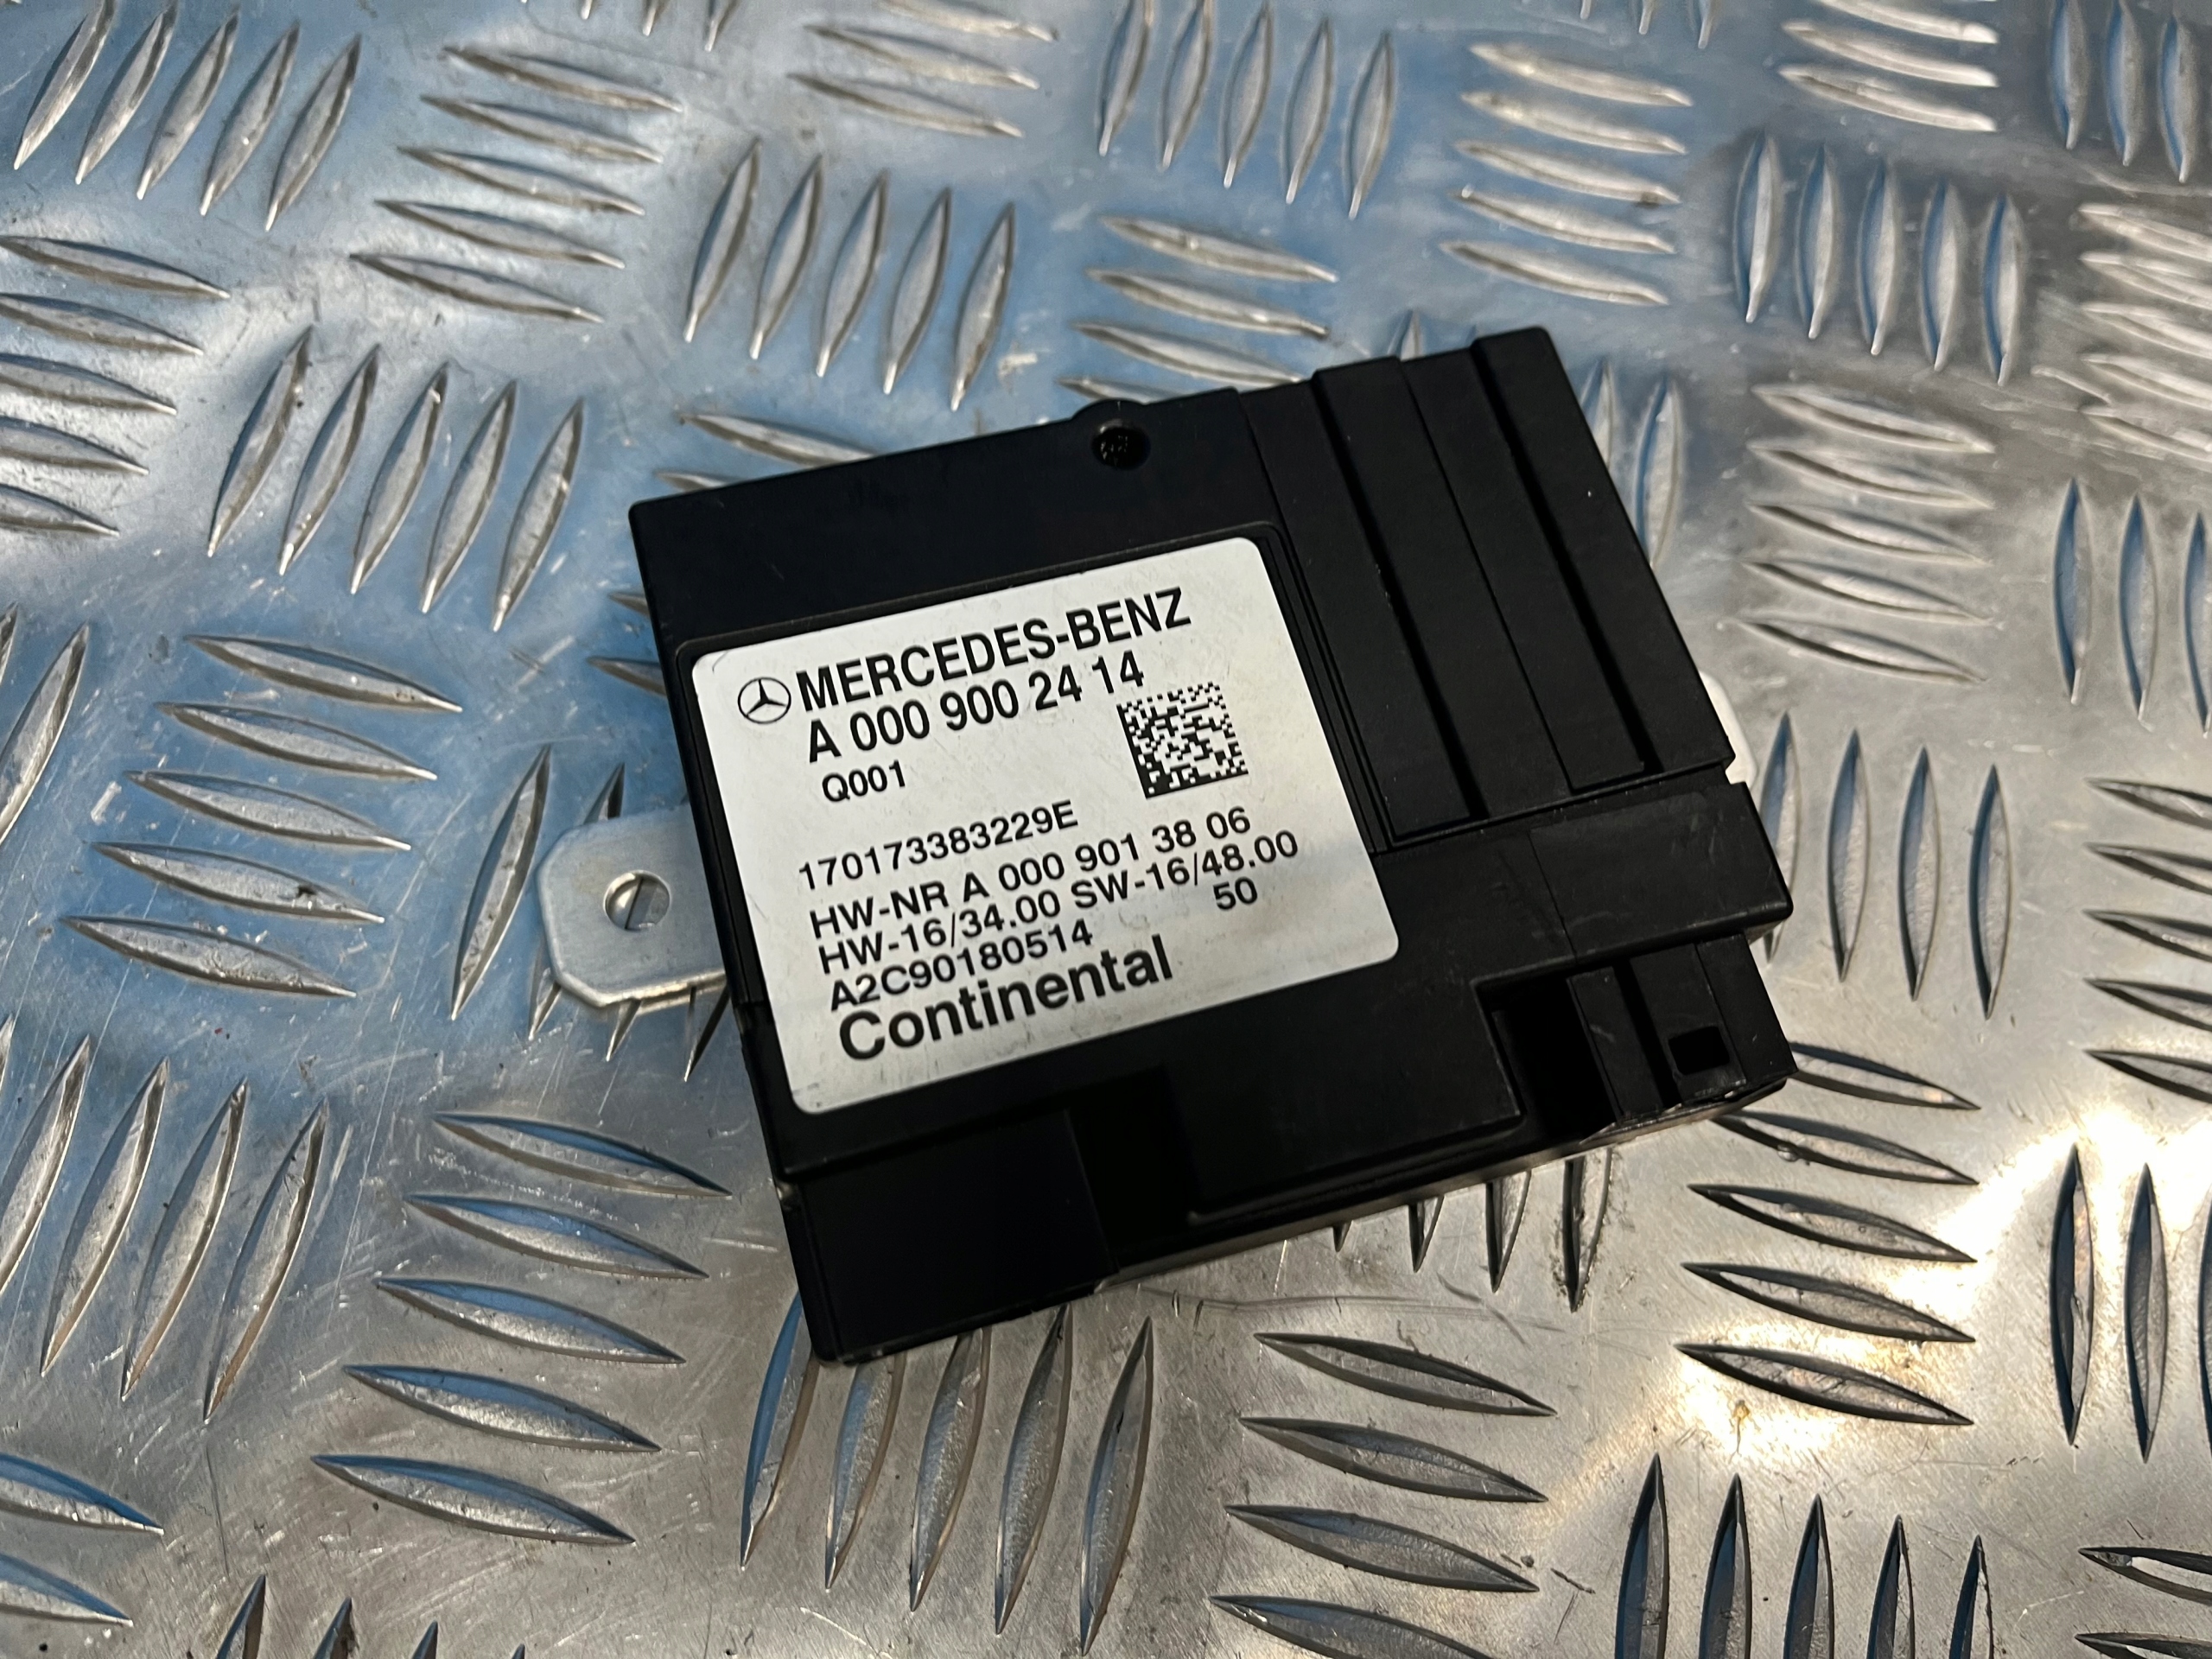 MERCEDES-BENZ
A 000 900 24 14
Q001
170173383229E
HW-NR A 000 901 38 06
HW-16/34.00 SW-16/48.00
A2C90180514 50
Continental